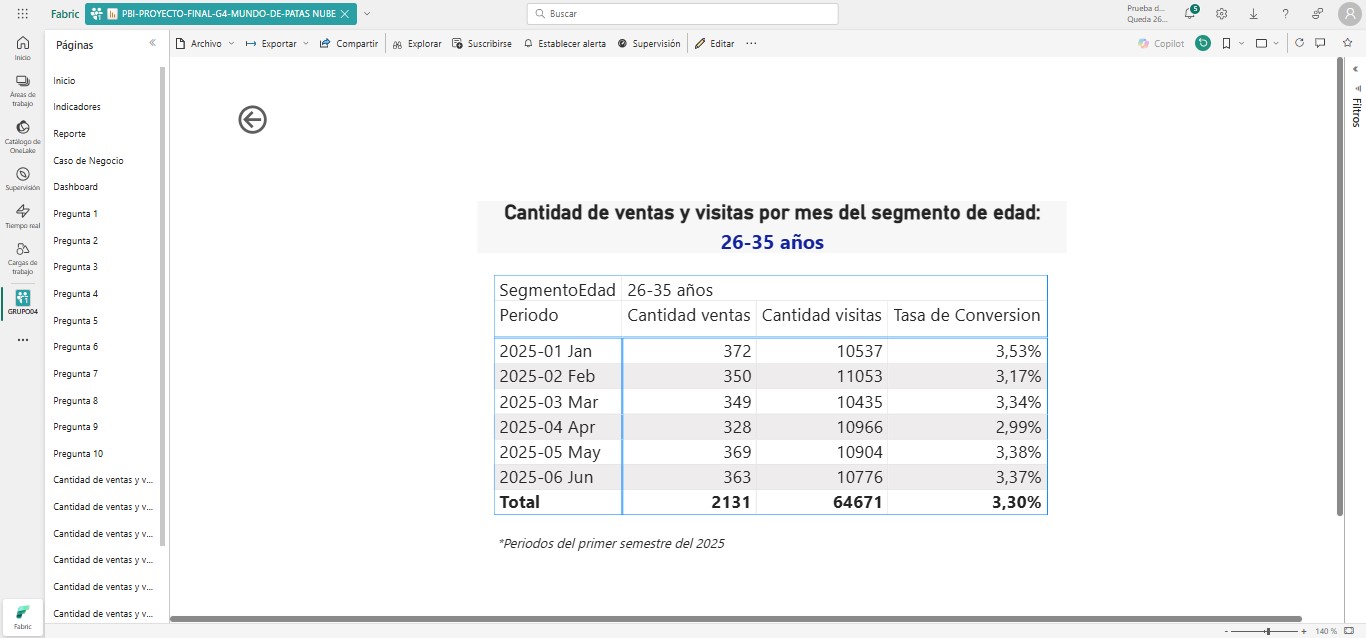 Fabric
PBI-PROYECTO-FINAL-G4-MUNDO-DE-PATAS NUBE
Buscar
Prueba d...
Queda 26...
5
Inicio
Áreas de trabajo
Catálogo de OneLake
Supervisión
Tiempo real
Cargas de trabajo
GRUPO04
Fabric
Páginas
Inicio
Indicadores
Reporte
Caso de Negocio
Dashboard
Pregunta 1
Pregunta 2
Pregunta 3
Pregunta 4
Pregunta 5
Pregunta 6
Pregunta 7
Pregunta 8
Pregunta 9
Pregunta 10
Cantidad de ventas y v...
Cantidad de ventas y v...
Cantidad de ventas y v...
Cantidad de ventas y v...
Cantidad de ventas y v...
Cantidad de ventas y v...
Archivo Exportar Compartir Explorar Suscribirse Establecer alerta Supervisión Editar Copilot
Filtros
Cantidad de ventas y visitas por mes del segmento de edad:
26-35 años
SegmentoEdad 26-35 años
Periodo Cantidad ventas Cantidad visitas Tasa de Conversion
2025-01 Jan 372 10537 3,53%
2025-02 Feb 350 11053 3,17%
2025-03 Mar 349 10435 3,34%
2025-04 Apr 328 10966 2,99%
2025-05 May 369 10904 3,38%
2025-06 Jun 363 10776 3,37%
Total 2131 64671 3,30%
*Periodos del primer semestre del 2025
- + 140 %